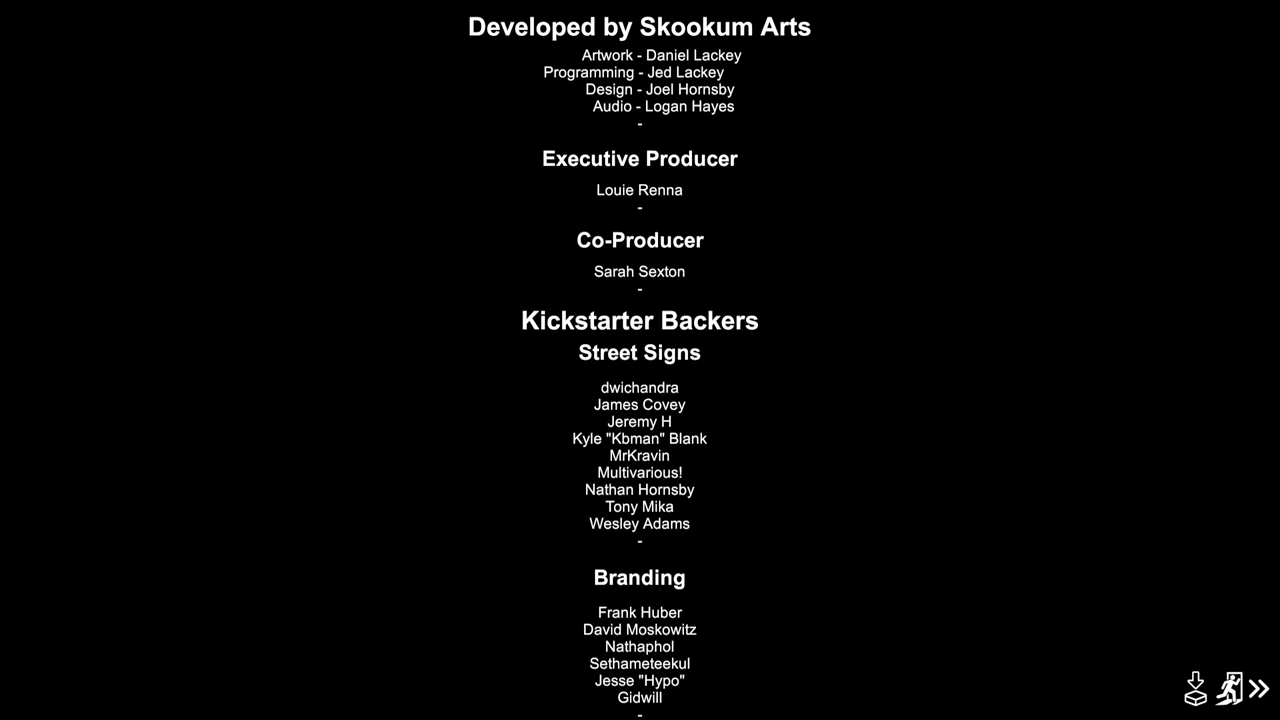 Developed by Skookum Arts
Artwork - Daniel Lackey
Programming - Jed Lackey
Design - Joel Hornsby
Audio - Logan Hayes
-
Executive Producer
Louie Renna
-
Co-Producer
Sarah Sexton
-
Kickstarter Backers
Street Signs
dwichandra
James Covey
Jeremy H
Kyle "Kbman" Blank
MrKravin
Multivarious!
Nathan Hornsby
Tony Mika
Wesley Adams
-
Branding
Frank Huber
David Moskowitz
Nathaphol
Sethameteekul
Jesse "Hypo"
Gidwill
-